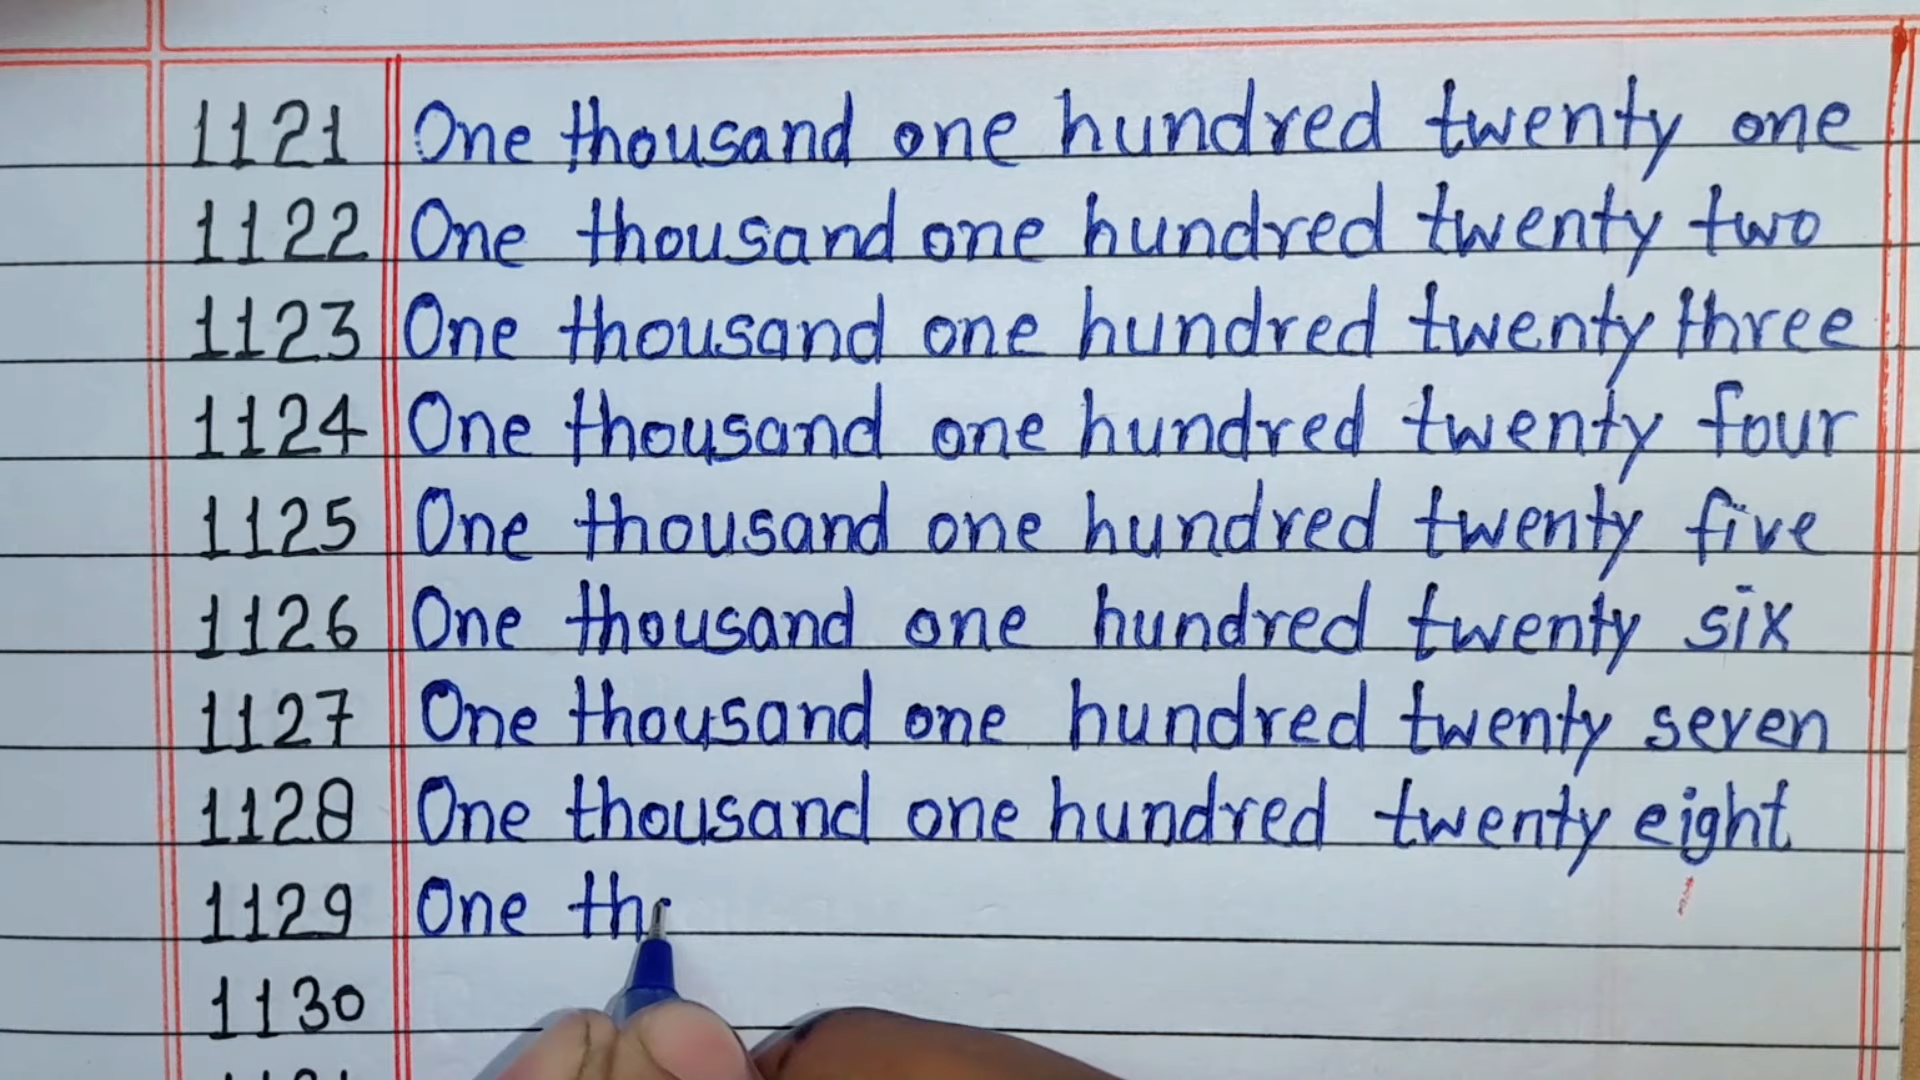 1121 One thousand one hundred twenty one
1122 One thousand one hundred twenty two
1123 One thousand one hundred twenty three
1124 One thousand one hundred twenty four
1125 One thousand one hundred twenty five
1126 One thousand one hundred twenty six
1127 One thousand one hundred twenty seven
1128 One thousand one hundred twenty eight
1129 One th
1130